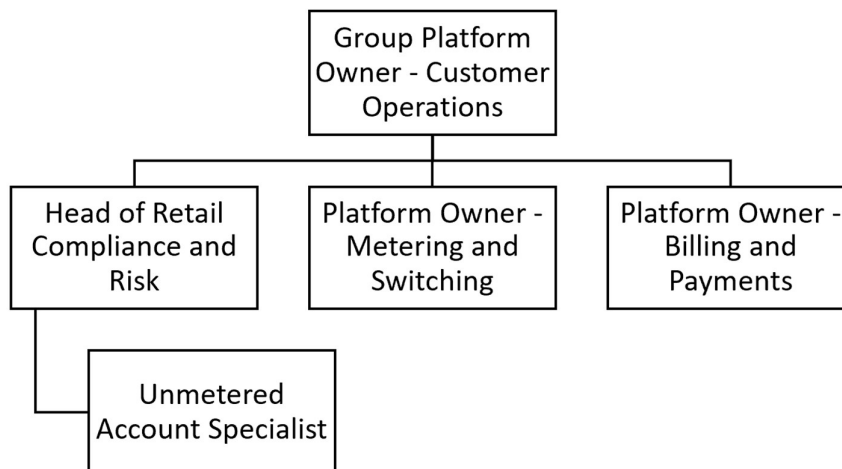 Group Platform
Owner - Customer
Operations
Head of Retail
Compliance and
Risk
Platform Owner -
Metering and
Switching
Platform Owner -
Billing and
Payments
Unmetered
Account Specialist